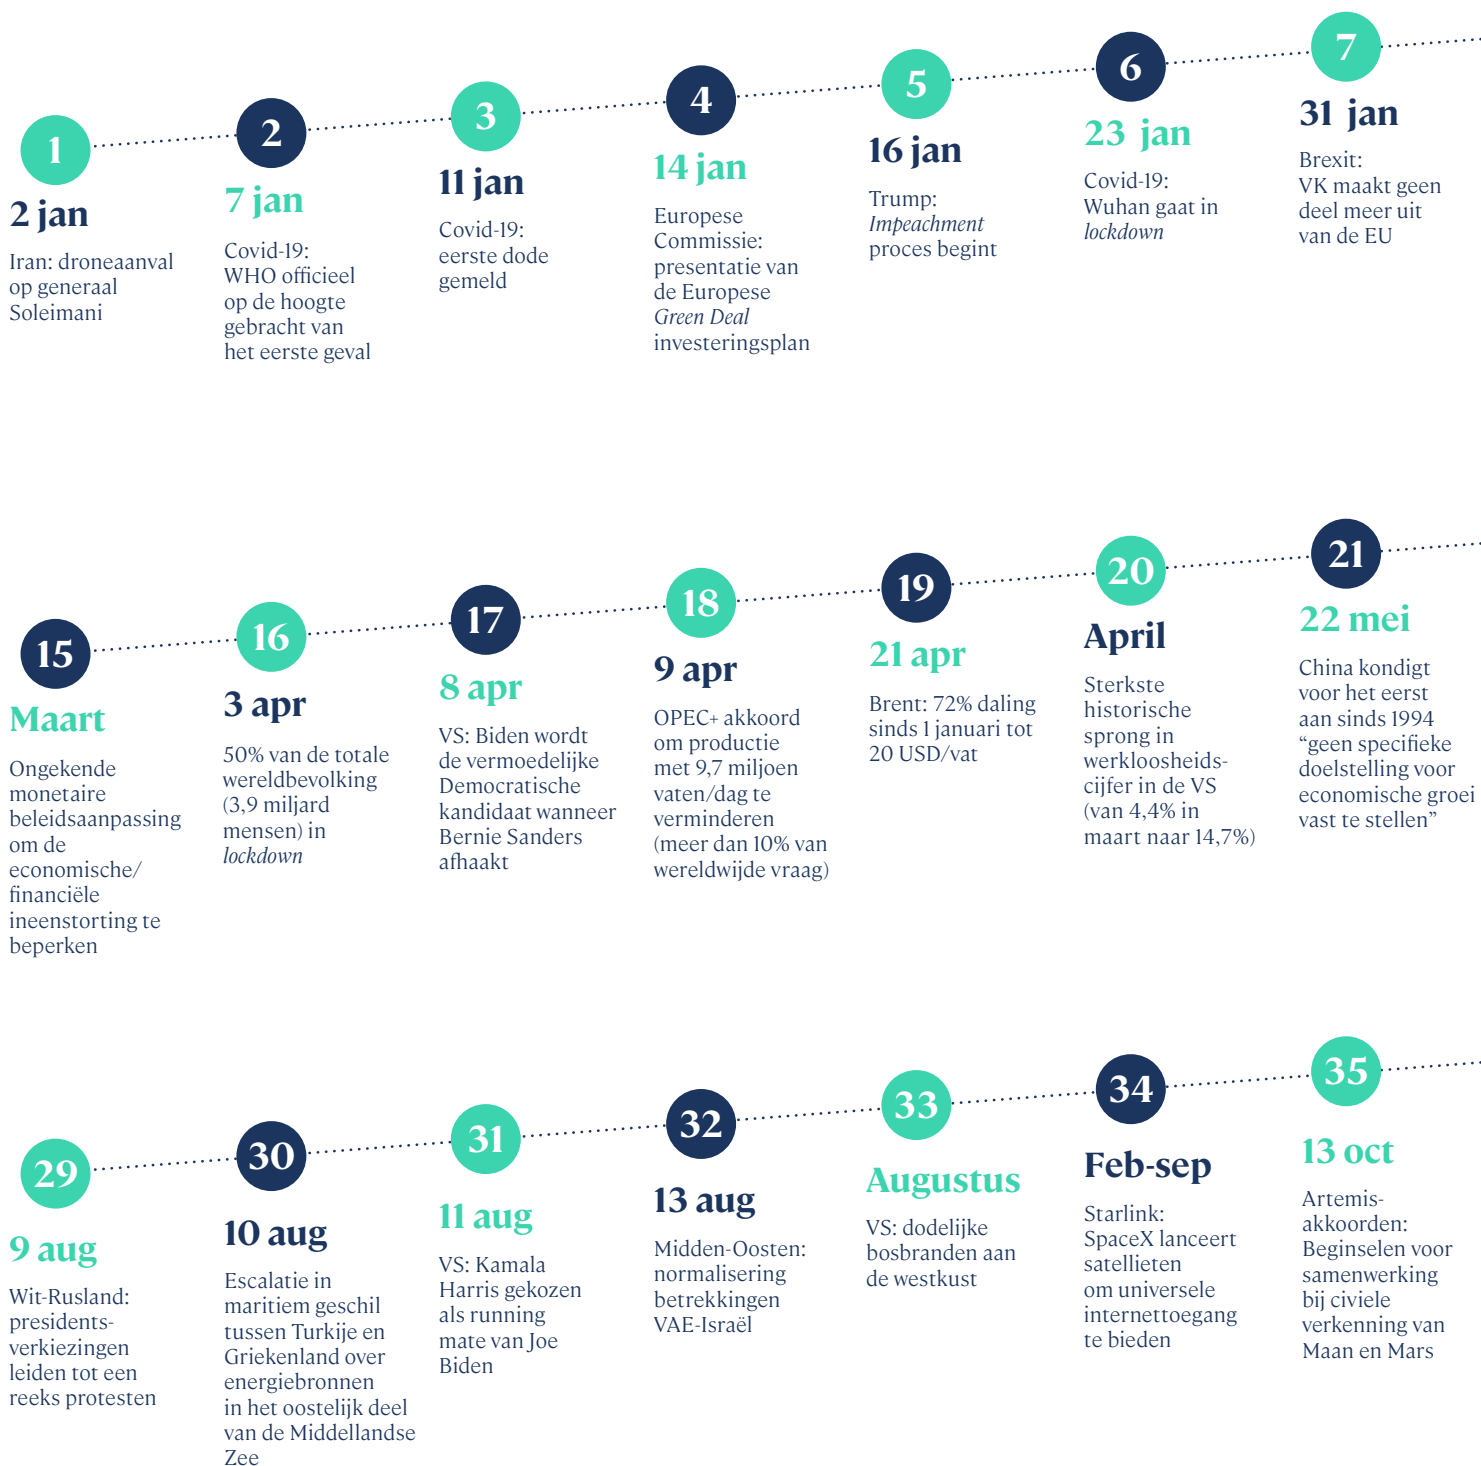 1
2 jan
Iran: droneaanval
op generaal
Soleimani
2
7 jan
Covid-19:
WHO officieel
op de hoogte
gebracht van
het eerste geval
3
11 jan
Covid-19:
eerste dode
gemeld
4
14 jan
Europese
Commissie:
presentatie van
de Europese
Green Deal
investeringsplan
5
16 jan
Trump:
Impeachment
proces begint
6
23 jan
Covid-19:
Wuhan gaat in
lockdown
7
31 jan
Brexit:
VK maakt geen
deel meer uit
van de EU
15
Maart
Ongekende
monetaire
beleidsaanpassing
om de
economische/
financiële
ineenstorting te
beperken
16
3 apr
50% van de totale
wereldbevolking
(3,9 miljard
mensen) in
lockdown
17
8 apr
VS: Biden wordt
de vermoedelijke
Democratische
kandidaat wanneer
Bernie Sanders
afhaakt
18
9 apr
OPEC+ akkoord
om productie
met 9,7 miljoen
vaten/dag te
verminderen
(meer dan 10% van
wereldwijde vraag)
19
21 apr
Brent: 72% daling
sinds 1 januari tot
20 USD/vat
20
April
Sterkste
historische
sprong in
werkloosheids-
cijfer in de VS
(van 4,4% in
maart naar 14,7%)
21
22 mei
China kondigt
voor het eerst
aan sinds 1994
“geen specifieke
doelstelling voor
economische groei
vast te stellen”
29
9 aug
Wit-Rusland:
presidents-
verkiezingen
leiden tot een
reeks protesten
30
10 aug
Escalatie in
maritiem geschil
tussen Turkije en
Griekenland over
energiebronnen
in het oostelijk deel
van de Middellandse
Zee
31
11 aug
VS: Kamala
Harris gekozen
als running
mate van Joe
Biden
32
13 aug
Midden-Oosten:
normalisering
betrekkingen
VAE-Israël
33
Augustus
VS: dodelijke
bosbranden aan
de westkust
34
Feb-sep
Starlink:
SpaceX lanceert
satellieten
om universele
internettoegang
te bieden
35
13 oct
Artemis-
akkoorden:
Beginselen voor
samenwerking
bij civiele
verkenning van
Maan en Mars